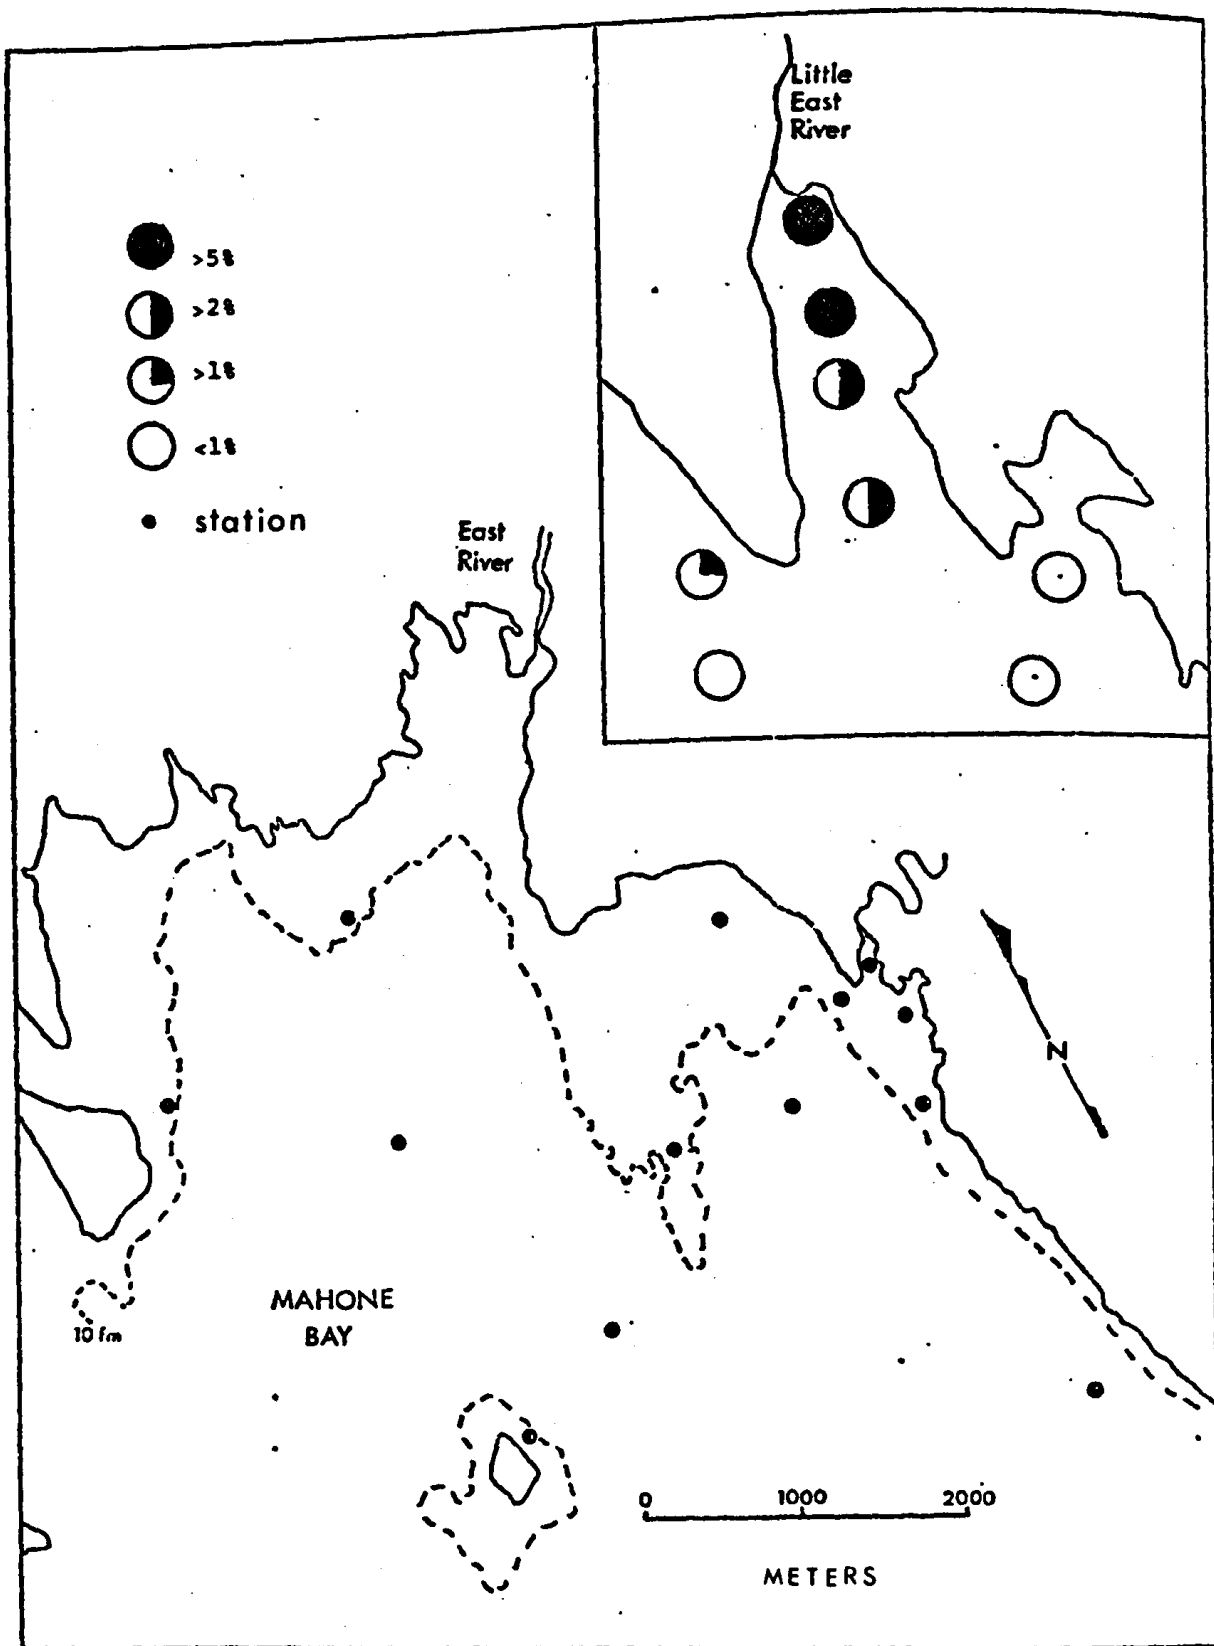 Little
East
River
>5%
>2%
>1%
<1%
station
East
River
N
MAHONE
BAY
10 fm
0 1000 2000
METERS